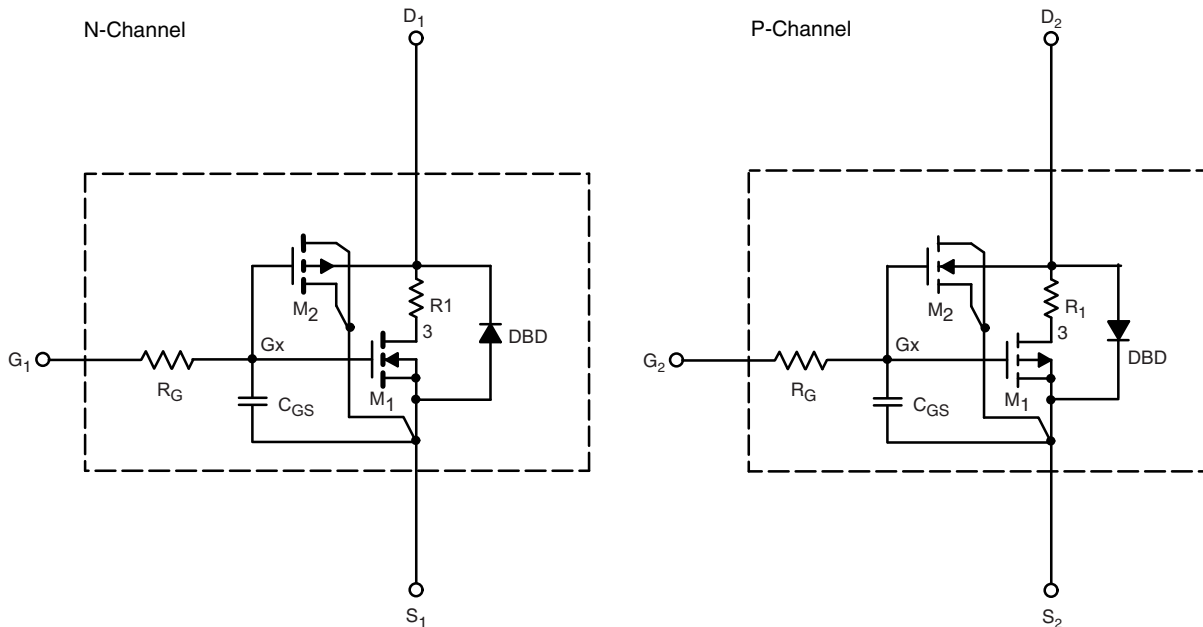 N-Channel
D1
M2
R1
3
DBD
Gx
G1
RG
M1
CGS
S1
P-Channel
D2
M2
R1
3
DBD
Gx
G2
RG
M1
CGS
S2